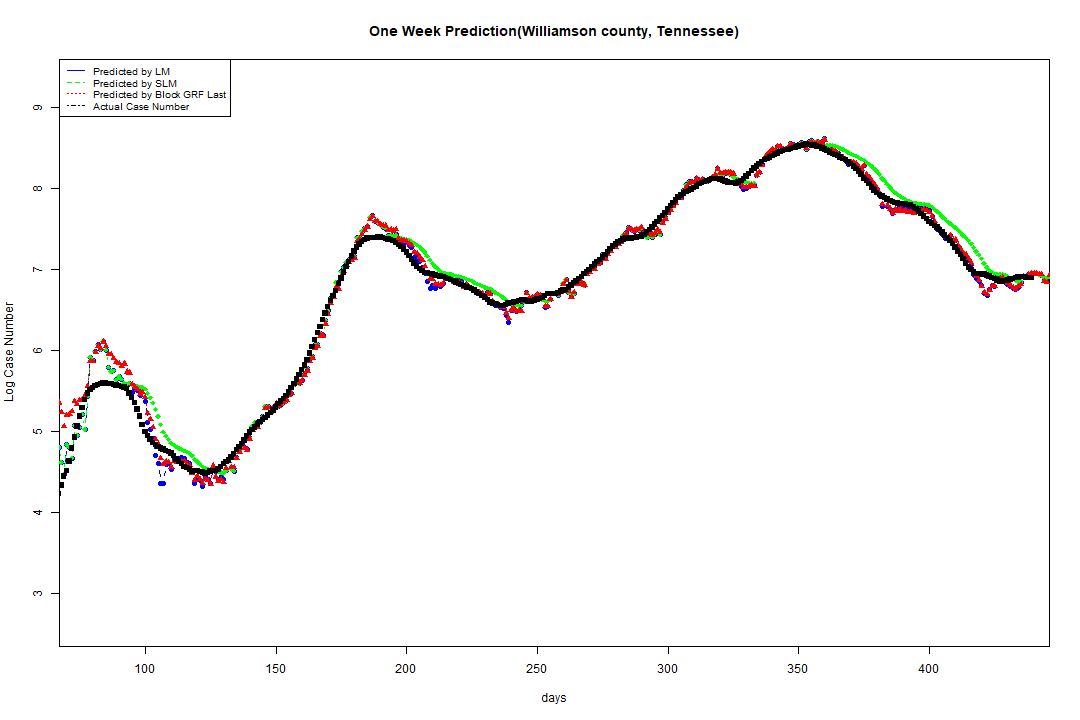 One Week Prediction(Williamson county, Tennessee)
Predicted by LM
Predicted by SLM
Predicted by Block GRF Last
Actual Case Number
9
8
7
6
5
4
3
Log Case Number
100 150 200 250 300 350 400
days